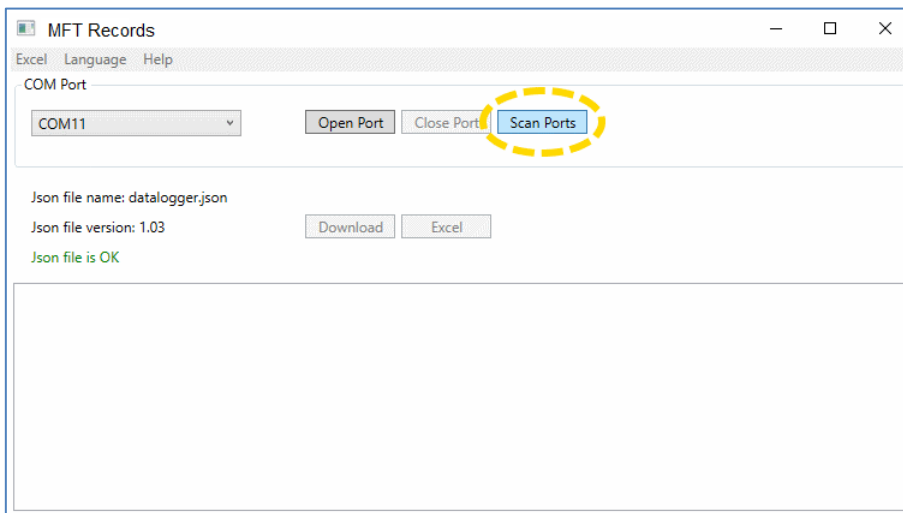 MFT Records
Excel Language Help
COM Port
COM11 Open Port Close Port Scan Ports
Json file name: datalogger.json
Json file version: 1.03 Download Excel
Json file is OK